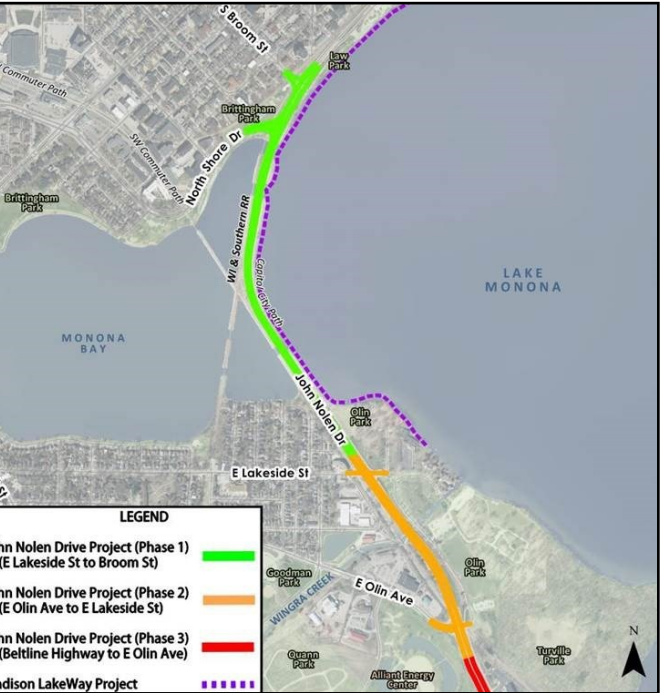 S Broom St
Law
Park
Commuter Path
Brittingham
Park
SW Commuter Path
North Shore Dr
Brittingham
Park
WI & Southern RR
Capital City Path
LAKE
MONONA
MONONA
BAY
John Nolen Dr
Olin
Park
E Lakeside St
St
LEGEND
hn Nolen Drive Project (Phase 1)
(E Lakeside St to Broom St)
hn Nolen Drive Project (Phase 2)
(E Olin Ave to E Lakeside St)
hn Nolen Drive Project (Phase 3)
(Beltline Highway to E Olin Ave)
adison LakeWay Project
Goodman
Park
WINGRA CREEK
E Olin Ave
Olin
Park
Quann
Park
Alliant Energy
Center
Turville
Park
N